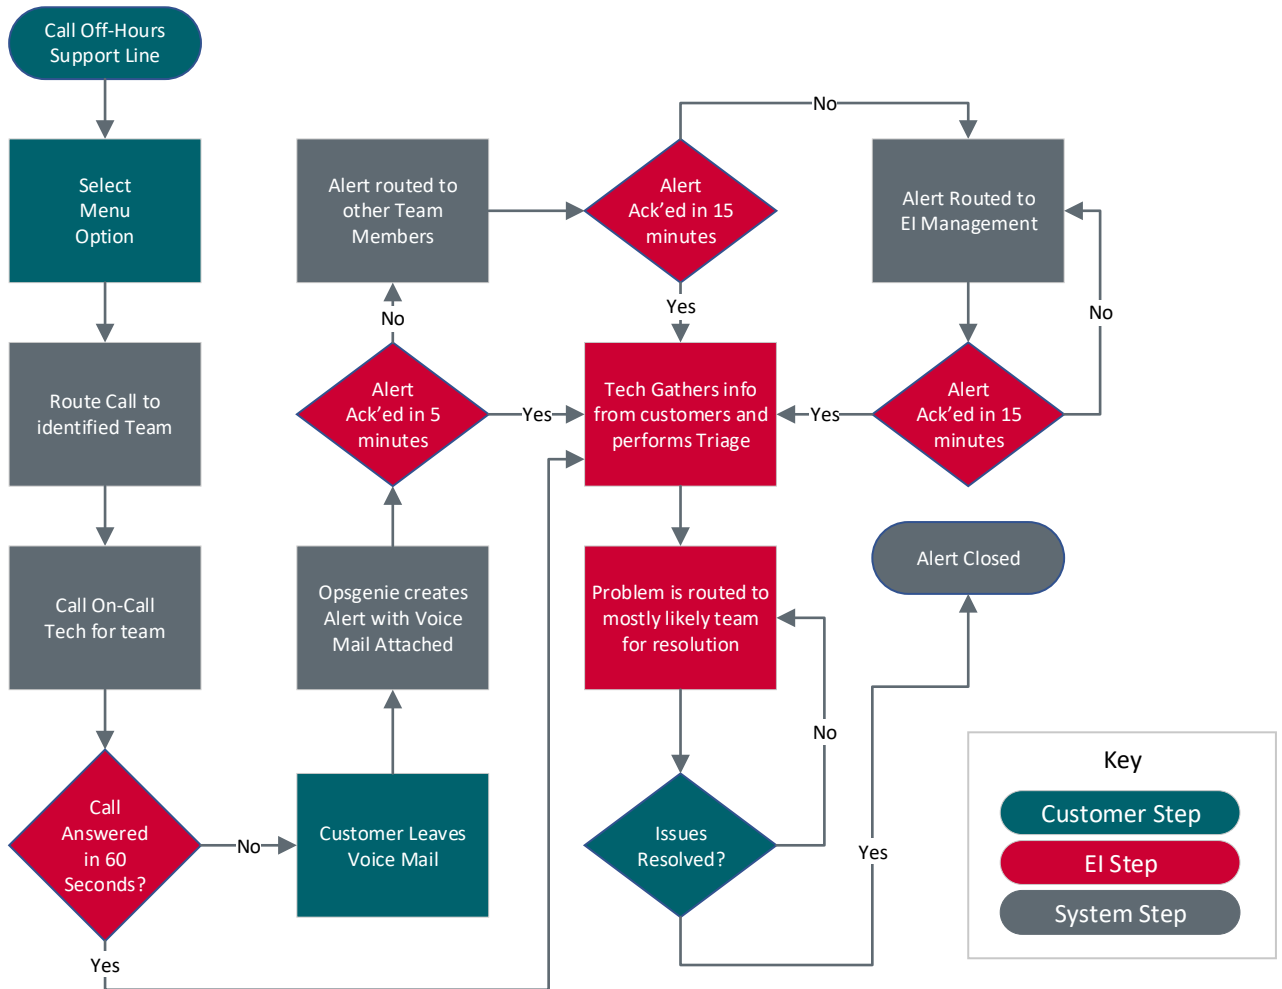 Call Off-Hours
Support Line
Select
Menu
Option
Route Call to
identified Team
Call On-Call
Tech for team
Call
Answered
in 60
Seconds?
Yes
No
Customer Leaves
Voice Mail
Opsgenie creates
Alert with Voice
Mail Attached
Alert
Ack’ed in 5
minutes
No
Yes
Alert routed to
other Team
Members
Alert
Ack’ed in 15
minutes
No
Yes
Alert Routed to
EI Management
Alert
Ack’ed in 15
minutes
No
Yes
Tech Gathers info
from customers and
performs Triage
Problem is routed to
mostly likely team
for resolution
Issues
Resolved?
No
Yes
Alert Closed
Key
Customer Step
EI Step
System Step